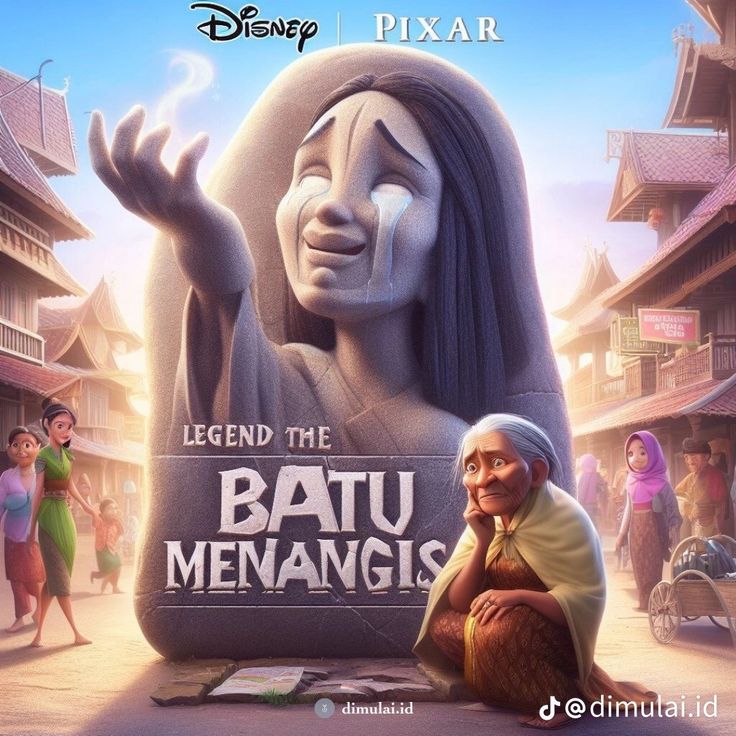 Disney | PIXAR
LEGEND THE
BATU
MENANGIS
dimulai.id
@dimulai.id